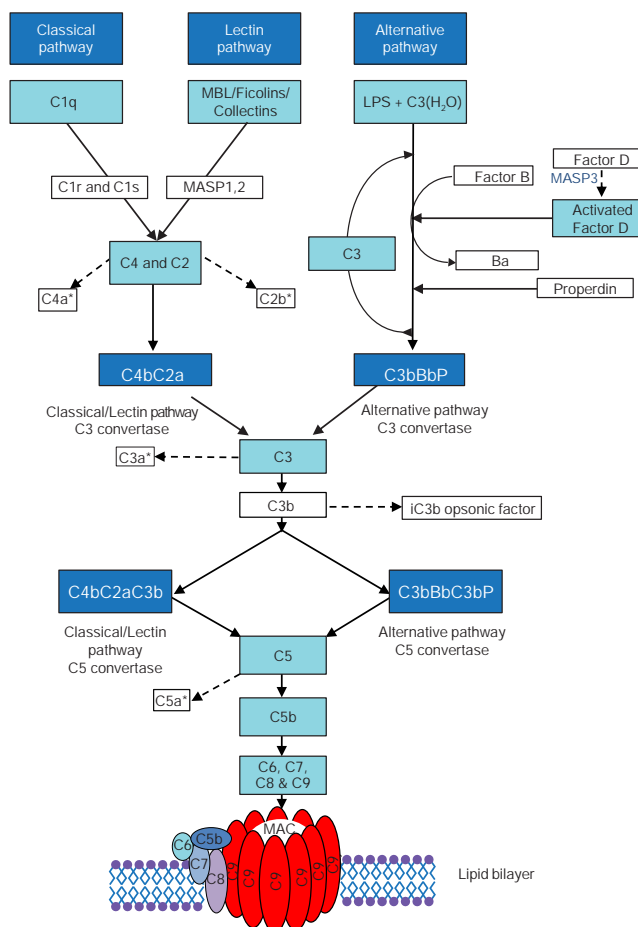 Classical
pathway
Lectin
pathway
Alternative
pathway
C1q
MBL/Ficolins/
Collectins
LPS + C3(H₂O)
C1r and C1s
MASP1,2
Factor B
Factor D
MASP3
Activated
Factor D
C4 and C2
C3
Ba
C4a*
C2b*
Properdin
C4bC2a
C3bBbP
Classical/Lectin pathway
C3 convertase
Alternative pathway
C3 convertase
C3
C3a*
C3b
iC3b opsonic factor
C4bC2aC3b
C3bBbC3bP
Classical/Lectin
pathway
C5 convertase
Alternative pathway
C5 convertase
C5
C5a*
C5b
C6, C7,
C8 & C9
MAC
C6
C5b
C7
C8
C9
C9
C9
C9
C9
C9
Lipid bilayer